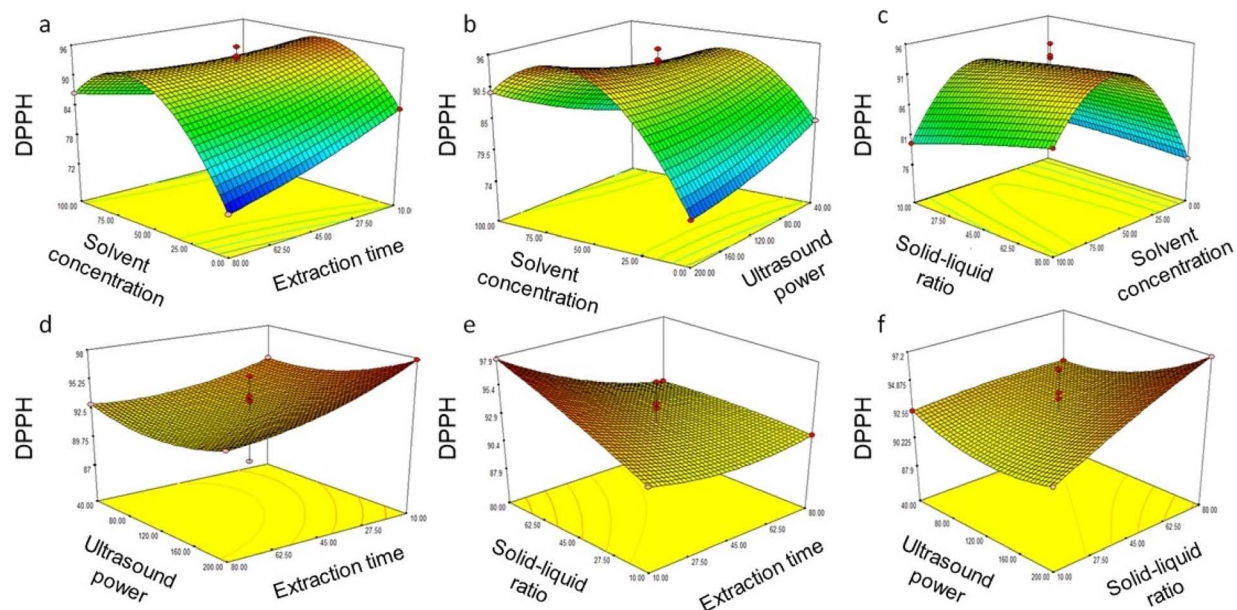 a
96
90
84
78
72
DPPH
100.00
75.00
50.00
25.00
0.00
Solvent
concentration
80.00
62.50
45.00
27.50
10.00
Extraction time
b
96
90.5
85
79.5
74
DPPH
100.00
75.00
50.00
25.00
0.00
Solvent
concentration
200.00
160.00
120.00
80.00
40.00
Ultrasound
power
c
96
91
86
81
76
DPPH
10.00
27.50
45.00
62.50
80.00
Solid-liquid
ratio
100.00
75.00
50.00
25.00
0.00
Solvent
concentration
d
98
95.25
92.5
89.75
87
DPPH
40.00
80.00
120.00
160.00
200.00
Ultrasound
power
80.00
62.50
45.00
27.50
10.00
Extraction time
e
97.9
95.4
92.9
90.4
87.9
DPPH
80.00
62.50
45.00
27.50
10.00
Solid-liquid
ratio
10.00
27.50
45.00
62.50
80.00
Extraction time
f
97.2
94.875
92.55
90.225
87.9
DPPH
40.00
80.00
120.00
160.00
200.00
Ultrasound
power
10.00
27.50
45.00
62.50
80.00
Solid-liquid
ratio